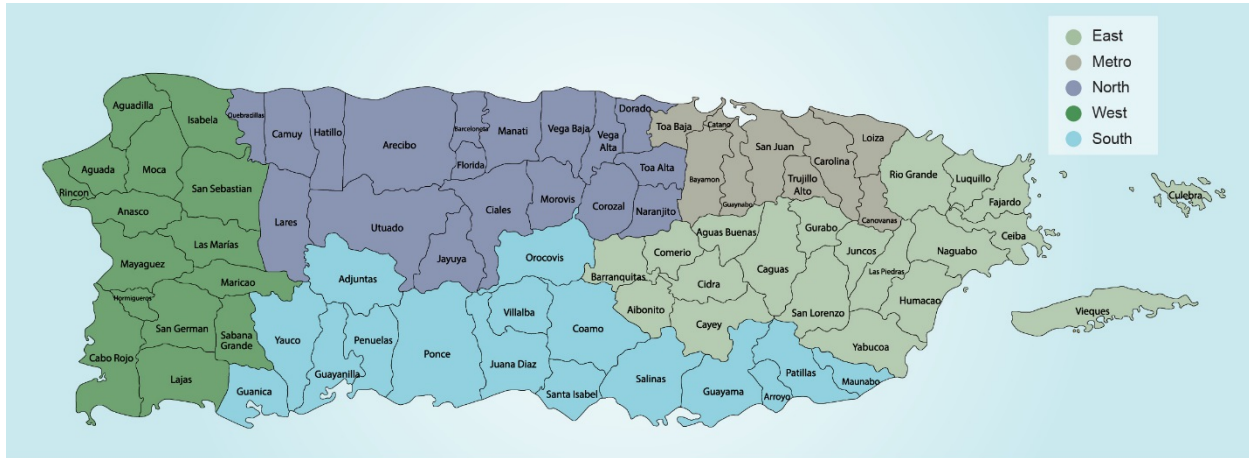 East
Metro
North
West
South
Aguadilla
Isabela
Quebradillas
Camuy
Hatillo
Arecibo
Barceloneta
Manati
Vega Baja
Vega
Alta
Dorado
Toa Baja
Catano
San Juan
Loiza
Carolina
Aguada
Moca
Rincon
San Sebastian
Florida
Toa Alta
Bayamon
Guaynabo
Trujillo
Alto
Canovanas
Rio Grande
Luquillo
Fajardo
Culebra
Ceiba
Anasco
Lares
Utuado
Ciales
Morovis
Corozal
Naranjito
Las Marías
Mayaguez
Maricao
Jayuya
Adjuntas
Orocovis
Barranquitas
Comerio
Aguas Buenas
Gurabo
Juncos
Naguabo
Caguas
Cidra
Las Piedras
Humacao
Vieques
Hormigueros
San German
Sabana
Grande
Cabo Rojo
Lajas
Yauco
Guanica
Guayanilla
Penuelas
Ponce
Villalba
Juana Diaz
Coamo
Santa Isabel
Aibonito
Cayey
San Lorenzo
Yabucoa
Salinas
Guayama
Arroyo
Patillas
Maunabo